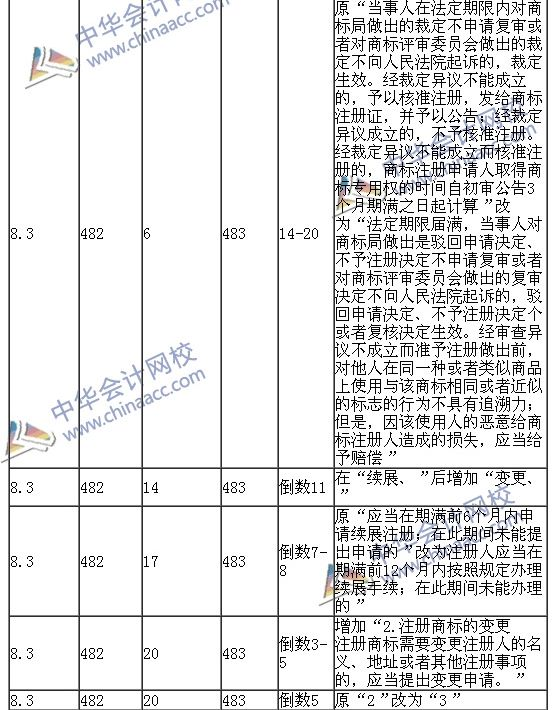 原“当事人在法定期限内对商
标局做出的裁定不申请复审或
者对商标评审委员会做出的裁
定不向人民法院起诉的，裁定
生效。经裁定异议不能成立
的，予以核准注册，发给商标
注册证，并予以公告；经裁定
异议成立的，不予核准注册。
经裁定异议不能成立而核准注
册的，商标注册申请人取得商
标专用权的时间自初审公告3
个月期满之日起计算”改
8.3 482 6 483 14-20
为“法定期限届满，当事人对
商标局做出是驳回申请决定、
不予注册决定不申请复审或者
对商标评审委员会做出的复审
决定不向人民法院起诉的，驳
回申请决定、不予注册决定个
或者复核决定生效。经审查异
议不成立而准予注册做出前，
对他人在同一种或者类似商品
上使用与该商标相同或者近似
的标志的行为不具有追溯力；
但是，因该使用人的恶意给商
标注册人造成的损失，应当给
予赔偿”
8.3 482 14 483 倒数11 在“续展、”后增加“变更、
”
原“应当在期满前6个月内申
请续展注册；在此期间未能提
出申请的”改为注册人应当在
8.3 482 17 483 倒数7-
8
期满前12个月内按照规定办理
续展手续；在此期间未能办理
的”
增加“2.注册商标的变更
注册商标需要变更注册人的名
8.3 482 20 483 倒数3-
5
义、地址或者其他注册事项
的，应当提出变更申请。”
8.3 482 20 483 倒数5 原“2”改为“3”
中华会计网校
www.chinaacc.com
中华会计网校
www.chinaacc.com
中华会计网校
www.chinaacc.com
中华会计网校
www.chinaacc.com